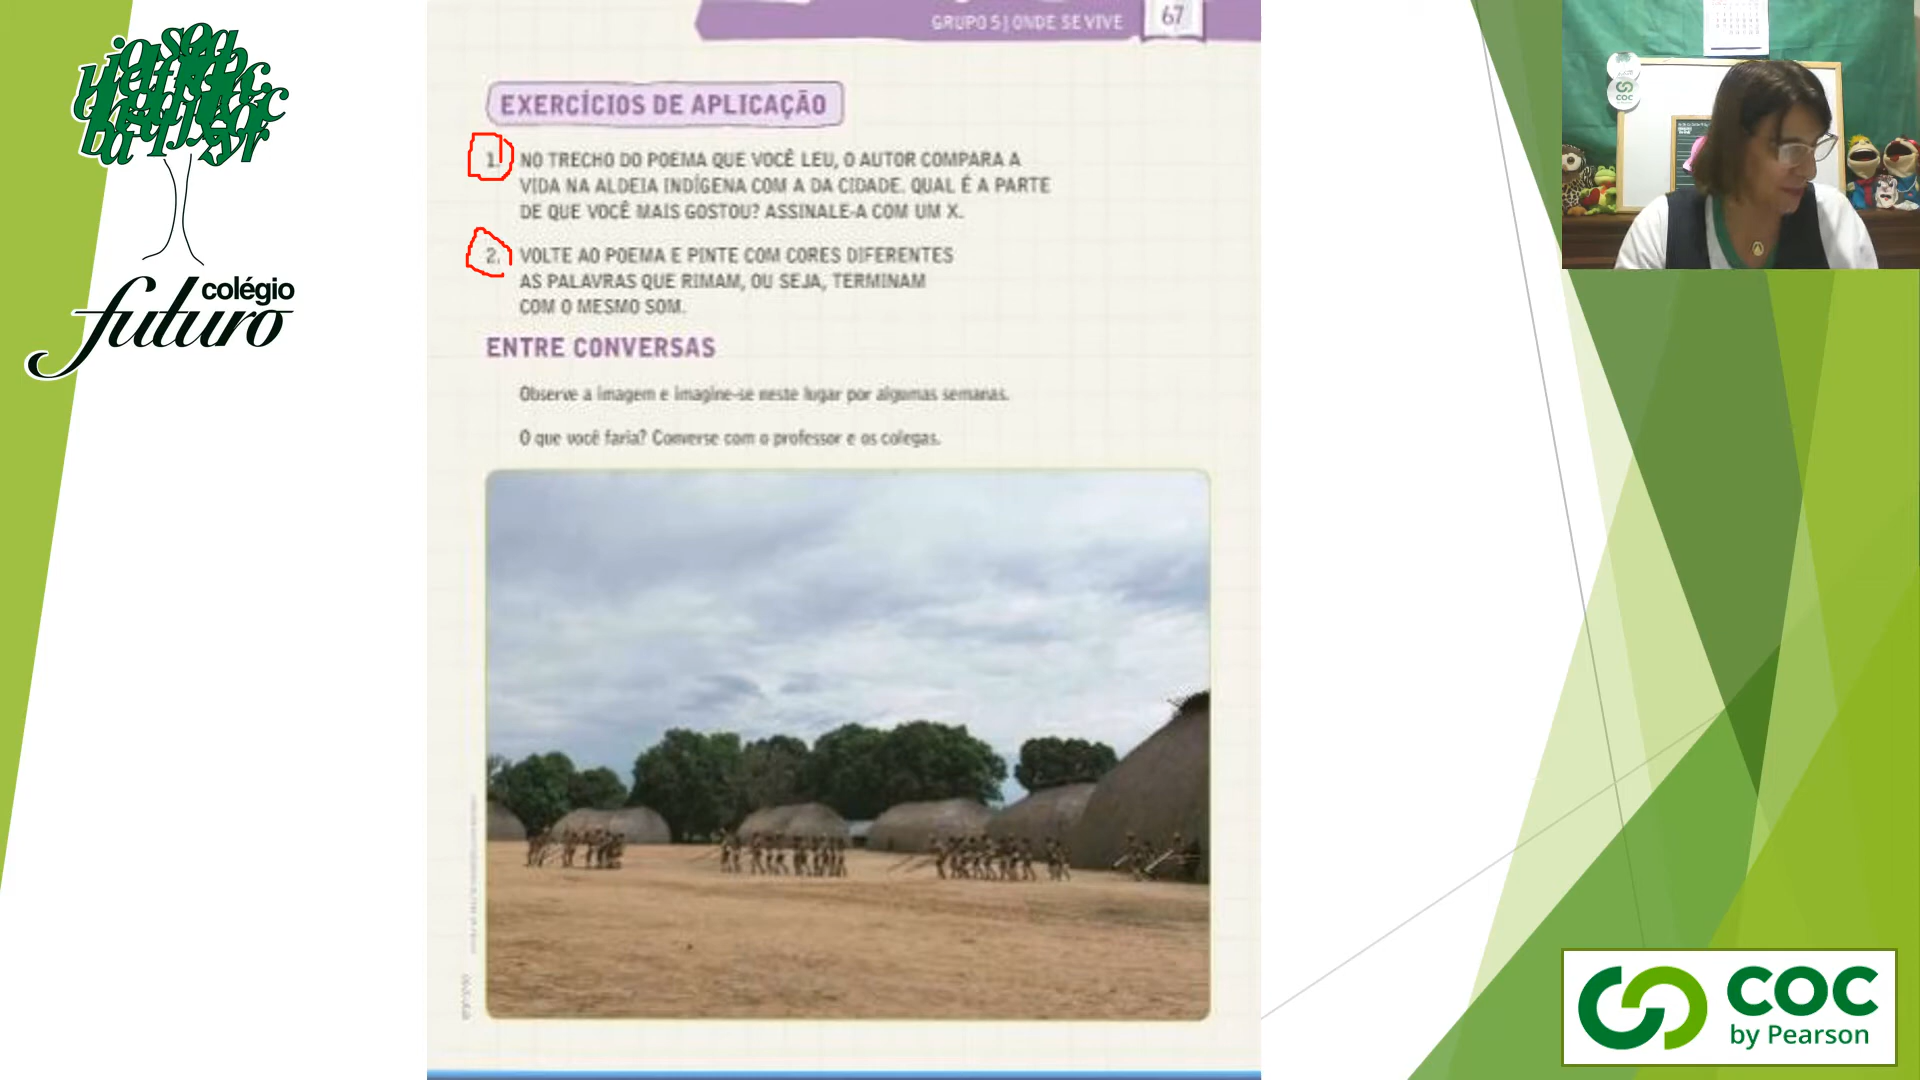 colégio
futuro
GRUPO 5 | ONDE SE VIVE
67
EXERCÍCIOS DE APLICAÇÃO
1. NO TRECHO DO POEMA QUE VOCÊ LEU, O AUTOR COMPARA A
VIDA NA ALDEIA INDÍGENA COM A DA CIDADE. QUAL É A PARTE
DE QUE VOCÊ MAIS GOSTOU? ASSINALE-A COM UM X.
2. VOLTE AO POEMA E PINTE COM CORES DIFERENTES
AS PALAVRAS QUE RIMAM, OU SEJA, TERMINAM
COM O MESMO SOM.
ENTRE CONVERSAS
Observe a imagem e imagine-se neste lugar por algumas semanas.
O que você faria? Converse com o professor e os colegas.
COC
COC
by Pearson